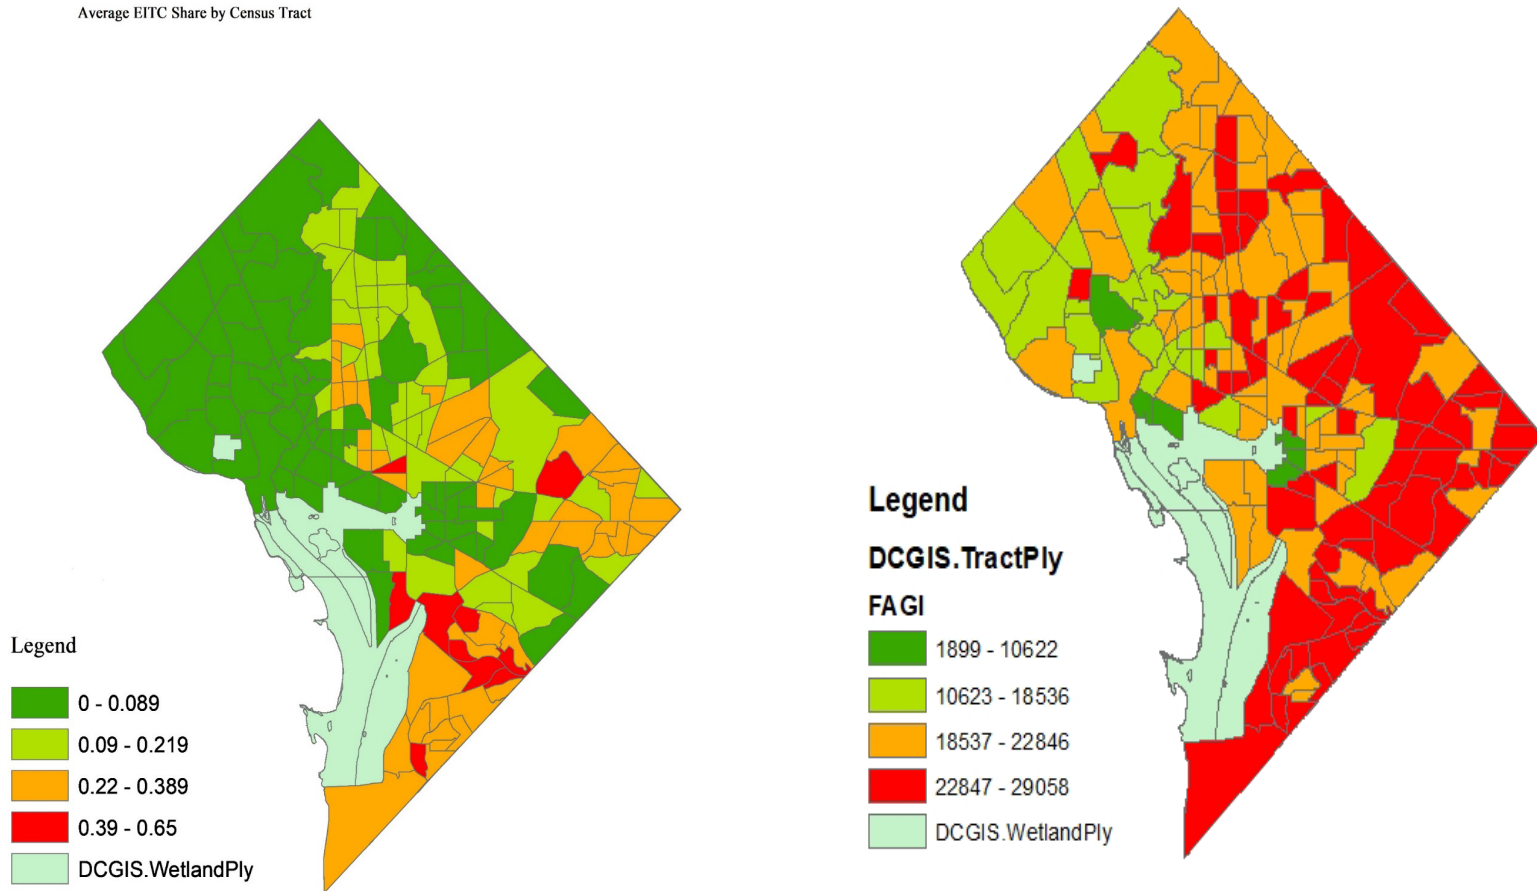 Average EITC Share by Census Tract
Legend
0 - 0.089
0.09 - 0.219
0.22 - 0.389
0.39 - 0.65
DCGIS.WetlandPly
Legend
DCGIS.TractPly
FAGI
1899 - 10622
10623 - 18536
18537 - 22846
22847 - 29058
DCGIS.WetlandPly